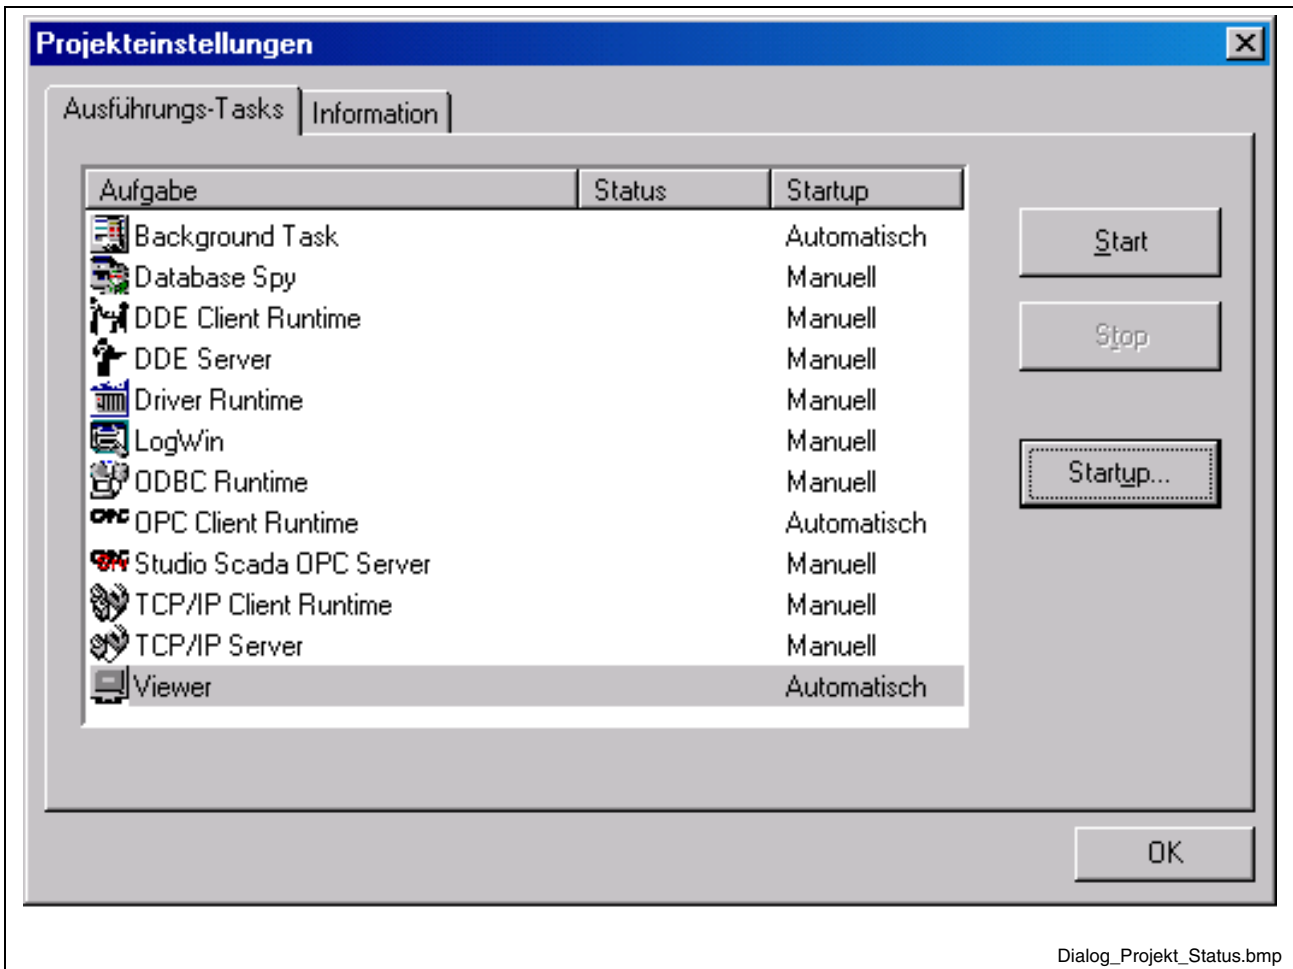 Projekteinstellungen
Ausführungs-Tasks Information
Aufgabe Status Startup
Background Task Automatisch
Database Spy Manuell
DDE Client Runtime Manuell
DDE Server Manuell
Driver Runtime Manuell
LogWin Manuell
ODBC Runtime Manuell
OPC Client Runtime Automatisch
Studio Scada OPC Server Manuell
TCP/IP Client Runtime Manuell
TCP/IP Server Manuell
Viewer Automatisch
Start
Stop
Startup...
OK
Dialog_Projekt_Status.bmp